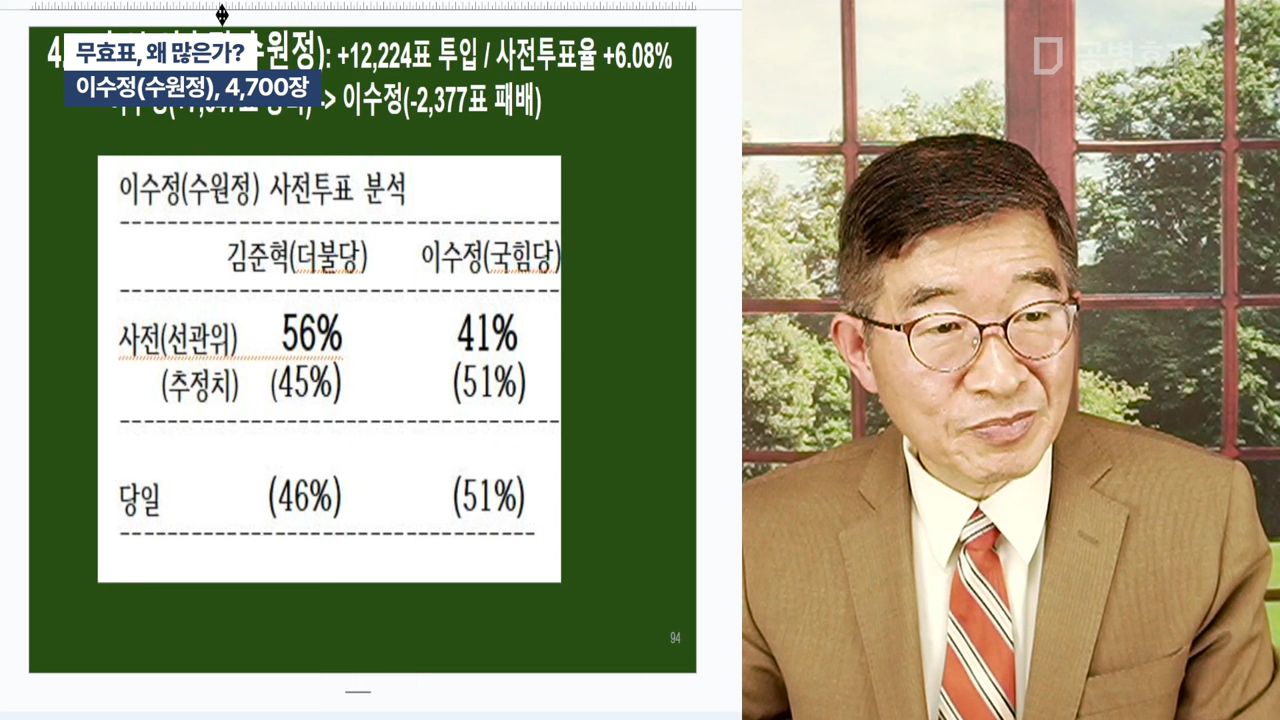 무효표, 왜 많은가?
이수정(수원정), 4,700장
수원정): +12,224표 투입 / 사전투표율 +6.08%
-> 이수정(-2,377표 패배)
이수정(수원정) 사전투표 분석
김준혁(더불당) 이수정(국힘당)
사전(선관위) 56% 41%
(추정치) (45%) (51%)
당일 (46%) (51%)
94